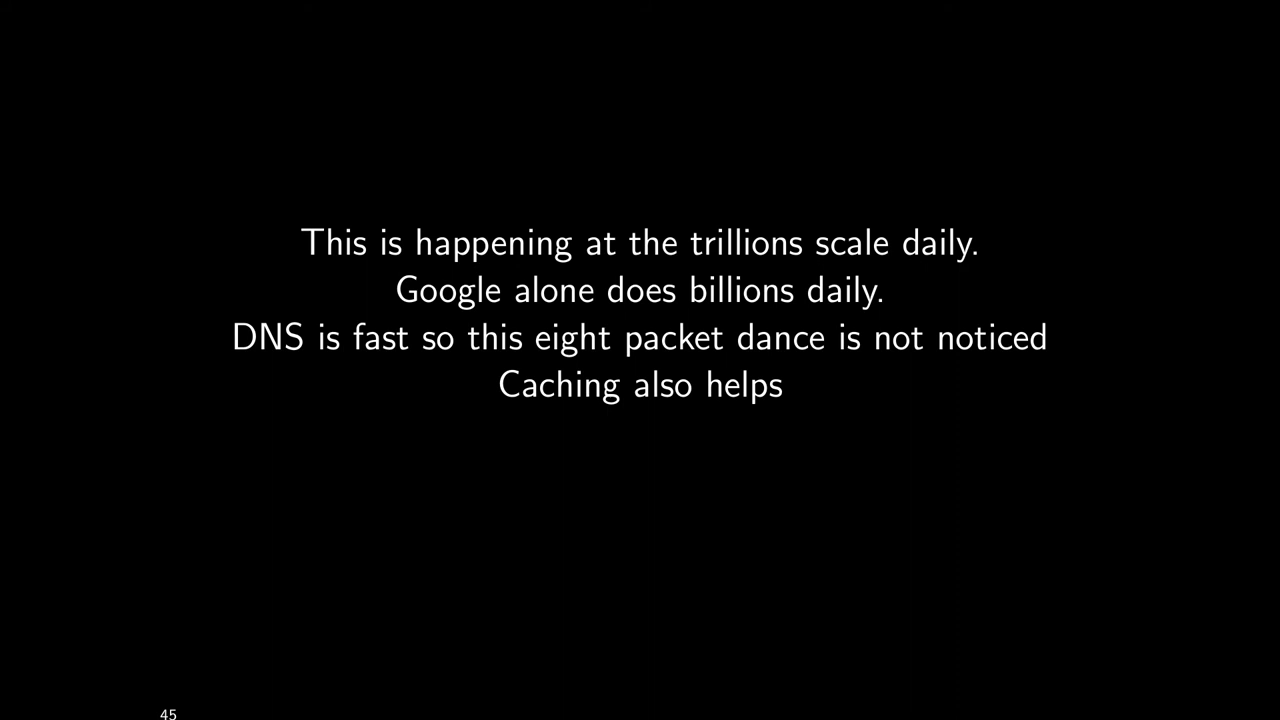 This is happening at the trillions scale daily.
Google alone does billions daily.
DNS is fast so this eight packet dance is not noticed
Caching also helps
45